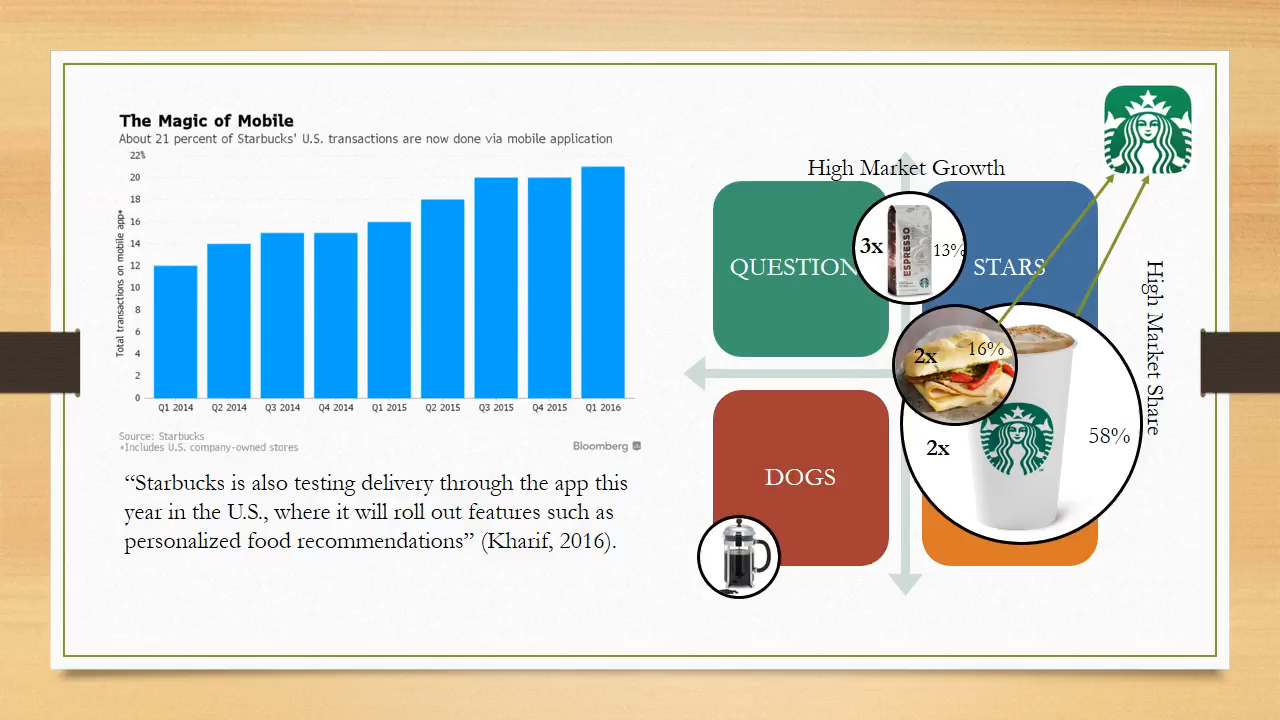 The Magic of Mobile
About 21 percent of Starbucks' U.S. transactions are now done via mobile application
22%
20
18
16
14
12
10
8
6
4
2
0
Total transactions on mobile app*
Q1 2014 Q2 2014 Q3 2014 Q4 2014 Q1 2015 Q2 2015 Q3 2015 Q4 2015 Q1 2016
Source: Starbucks
*Includes U.S. company-owned stores
Bloomberg
“Starbucks is also testing delivery through the app this
year in the U.S., where it will roll out features such as
personalized food recommendations” (Kharif, 2016).
High Market Growth
QUESTION
3x
ESPRESSO
13%
STARS
High Market Share
2x
16%
2x
58%
DOGS